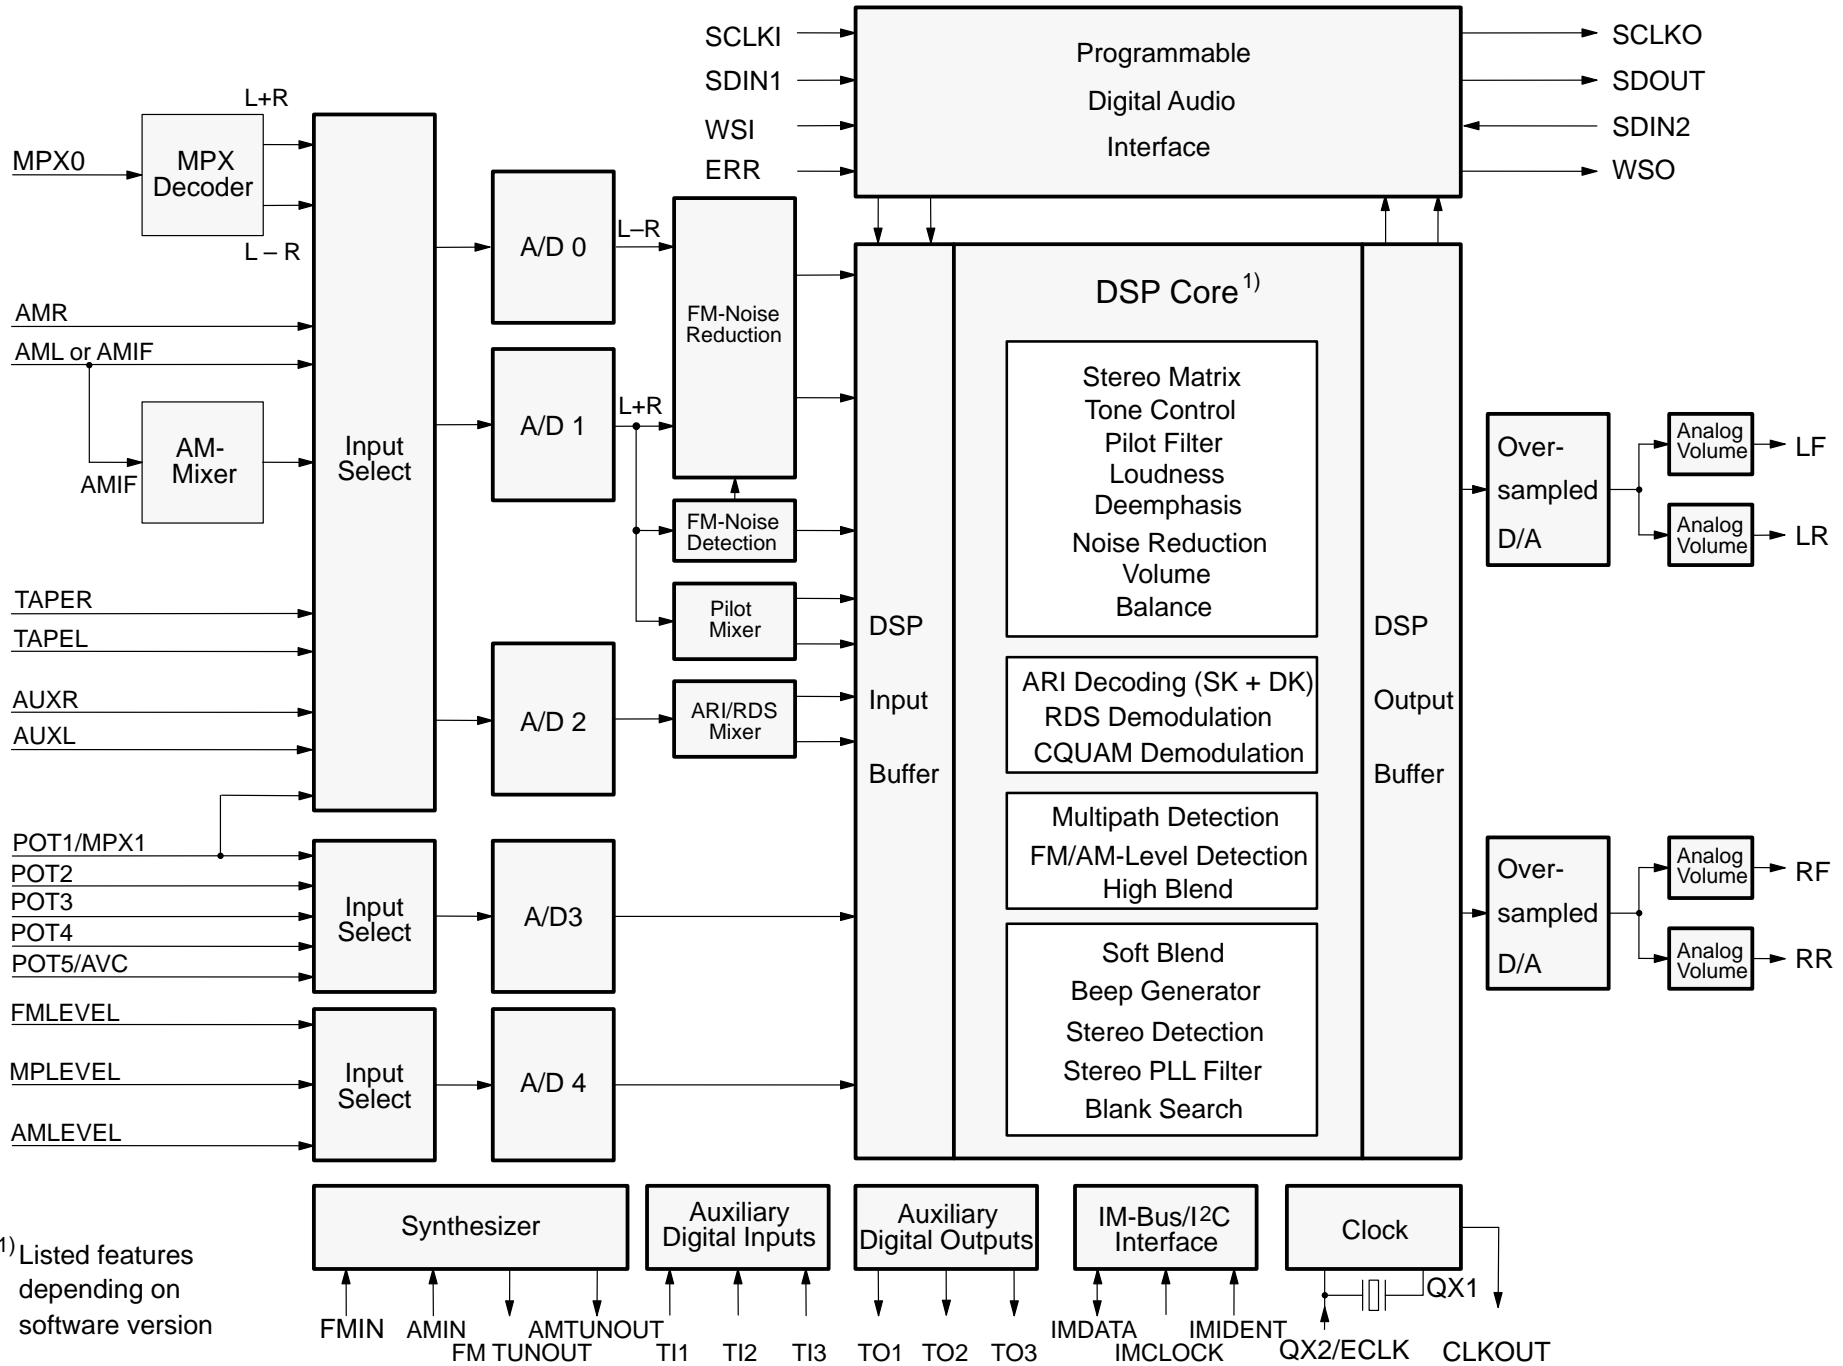 SCLKI
SDIN1
WSI
ERR
Programmable
Digital Audio
Interface
SCLKO
SDOUT
SDIN2
WSO
L+R
MPX0
MPX
Decoder
L – R
AMR
AML or AMIF
AMIF
AM-
Mixer
TAPER
TAPEL
AUXR
AUXL
POT1/MPX1
POT2
POT3
POT4
POT5/AVC
FMLEVEL
MPLEVEL
AMLEVEL
Input
Select
Input
Select
Input
Select
A/D 0
A/D 1
A/D 2
A/D3
A/D 4
L–R
L+R
FM-Noise
Reduction
FM-Noise
Detection
Pilot
Mixer
ARI/RDS
Mixer
DSP
Input
Buffer
DSP Core 1)
Stereo Matrix
Tone Control
Pilot Filter
Loudness
Deemphasis
Noise Reduction
Volume
Balance
ARI Decoding (SK + DK)
RDS Demodulation
CQUAM Demodulation
Multipath Detection
FM/AM-Level Detection
High Blend
Soft Blend
Beep Generator
Stereo Detection
Stereo PLL Filter
Blank Search
DSP
Output
Buffer
Over-
sampled
D/A
Analog
Volume
LF
Analog
Volume
LR
Over-
sampled
D/A
Analog
Volume
RF
Analog
Volume
RR
Synthesizer
FMIN
AMIN
FM TUNOUT
AMTUNOUT
Auxiliary
Digital Inputs
TI1
TI2
TI3
Auxiliary
Digital Outputs
TO1
TO2
TO3
IM-Bus/I2C
Interface
IMDATA
IMCLOCK
IMIDENT
Clock
QX1
QX2/ECLK
CLKOUT
1) Listed features
depending on
software version